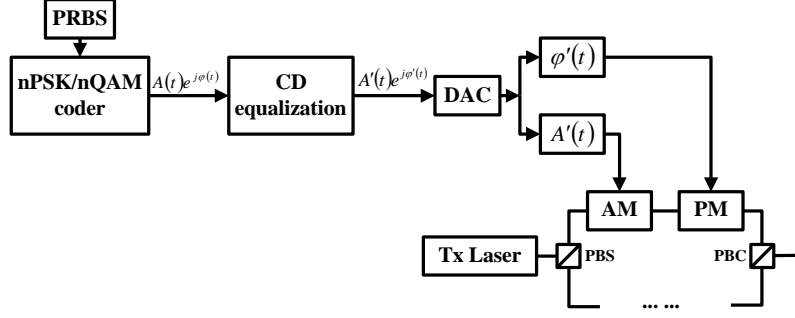 PRBS
nPSK/nQAM
coder
A(t)e^{jφ(t)}
CD
equalization
A'(t)e^{jφ'(t)}
DAC
φ'(t)
A'(t)
AM
PM
Tx Laser
PBS
PBC
... ...